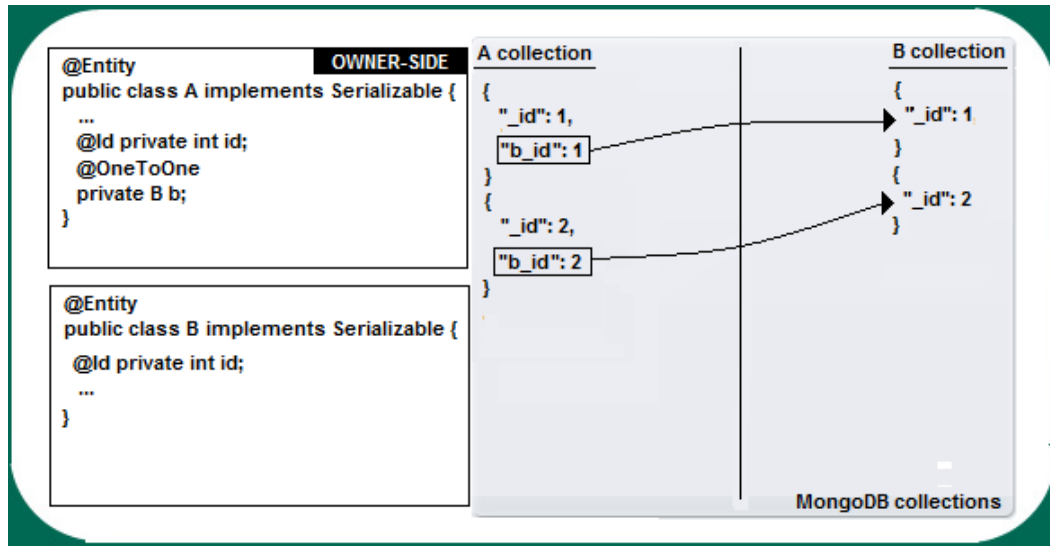 @Entity
OWNER-SIDE
public class A implements Serializable {
...
@Id private int id;
@OneToOne
private B b;
}
@Entity
public class B implements Serializable {
@Id private int id;
...
}
A collection
{
"_id": 1,
"b_id": 1
}
{
"_id": 2,
"b_id": 2
}
B collection
{
"_id": 1,
}
{
"_id": 2
}
MongoDB collections